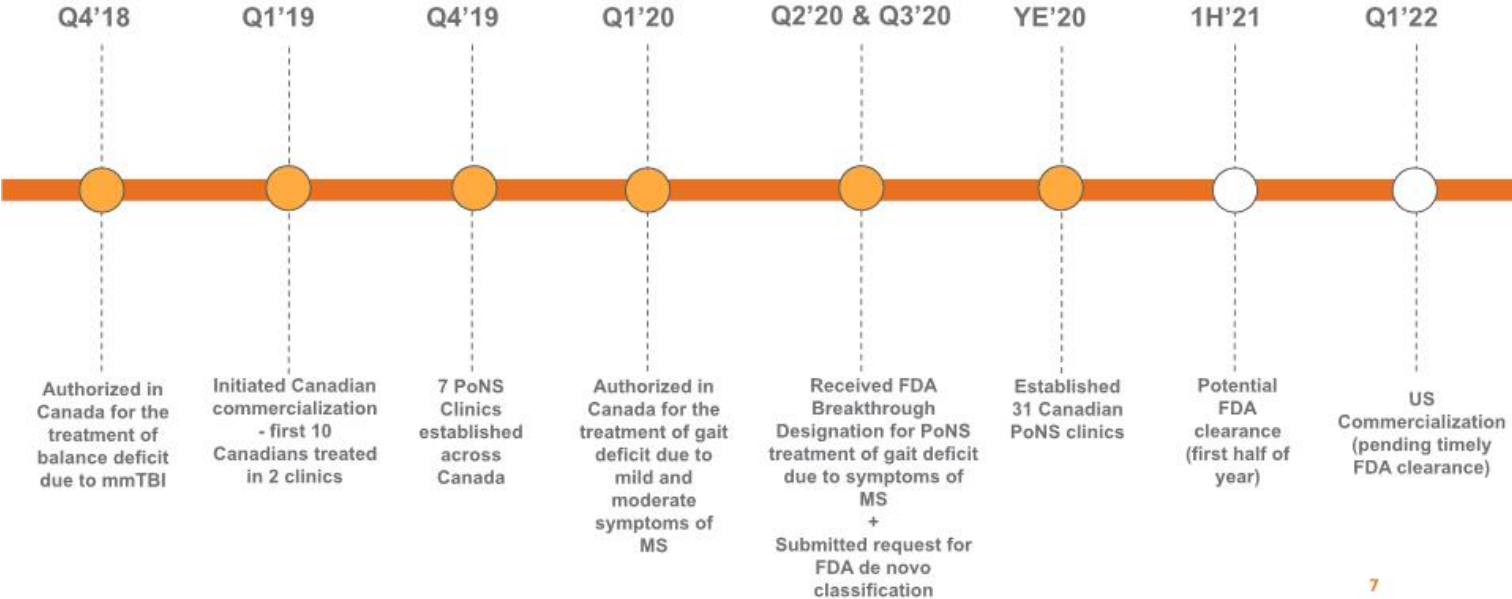 Q4’18
Q1’19
Q4’19
Q1’20
Q2’20 & Q3’20
YE’20
1H’21
Q1’22
Authorized in
Canada for the
treatment of
balance deficit
due to mmTBI
Initiated Canadian
commercialization
- first 10
Canadians treated
in 2 clinics
7 PoNS
Clinics
established
across
Canada
Authorized in
Canada for the
treatment of gait
deficit due to
mild and
moderate
symptoms of
MS
Received FDA
Breakthrough
Designation for PoNS
treatment of gait deficit
due to symptoms of
MS
+
Submitted request for
FDA de novo
classification
Established
31 Canadian
PoNS clinics
Potential
FDA
clearance
(first half of
year)
US
Commercialization
(pending timely
FDA clearance)
7